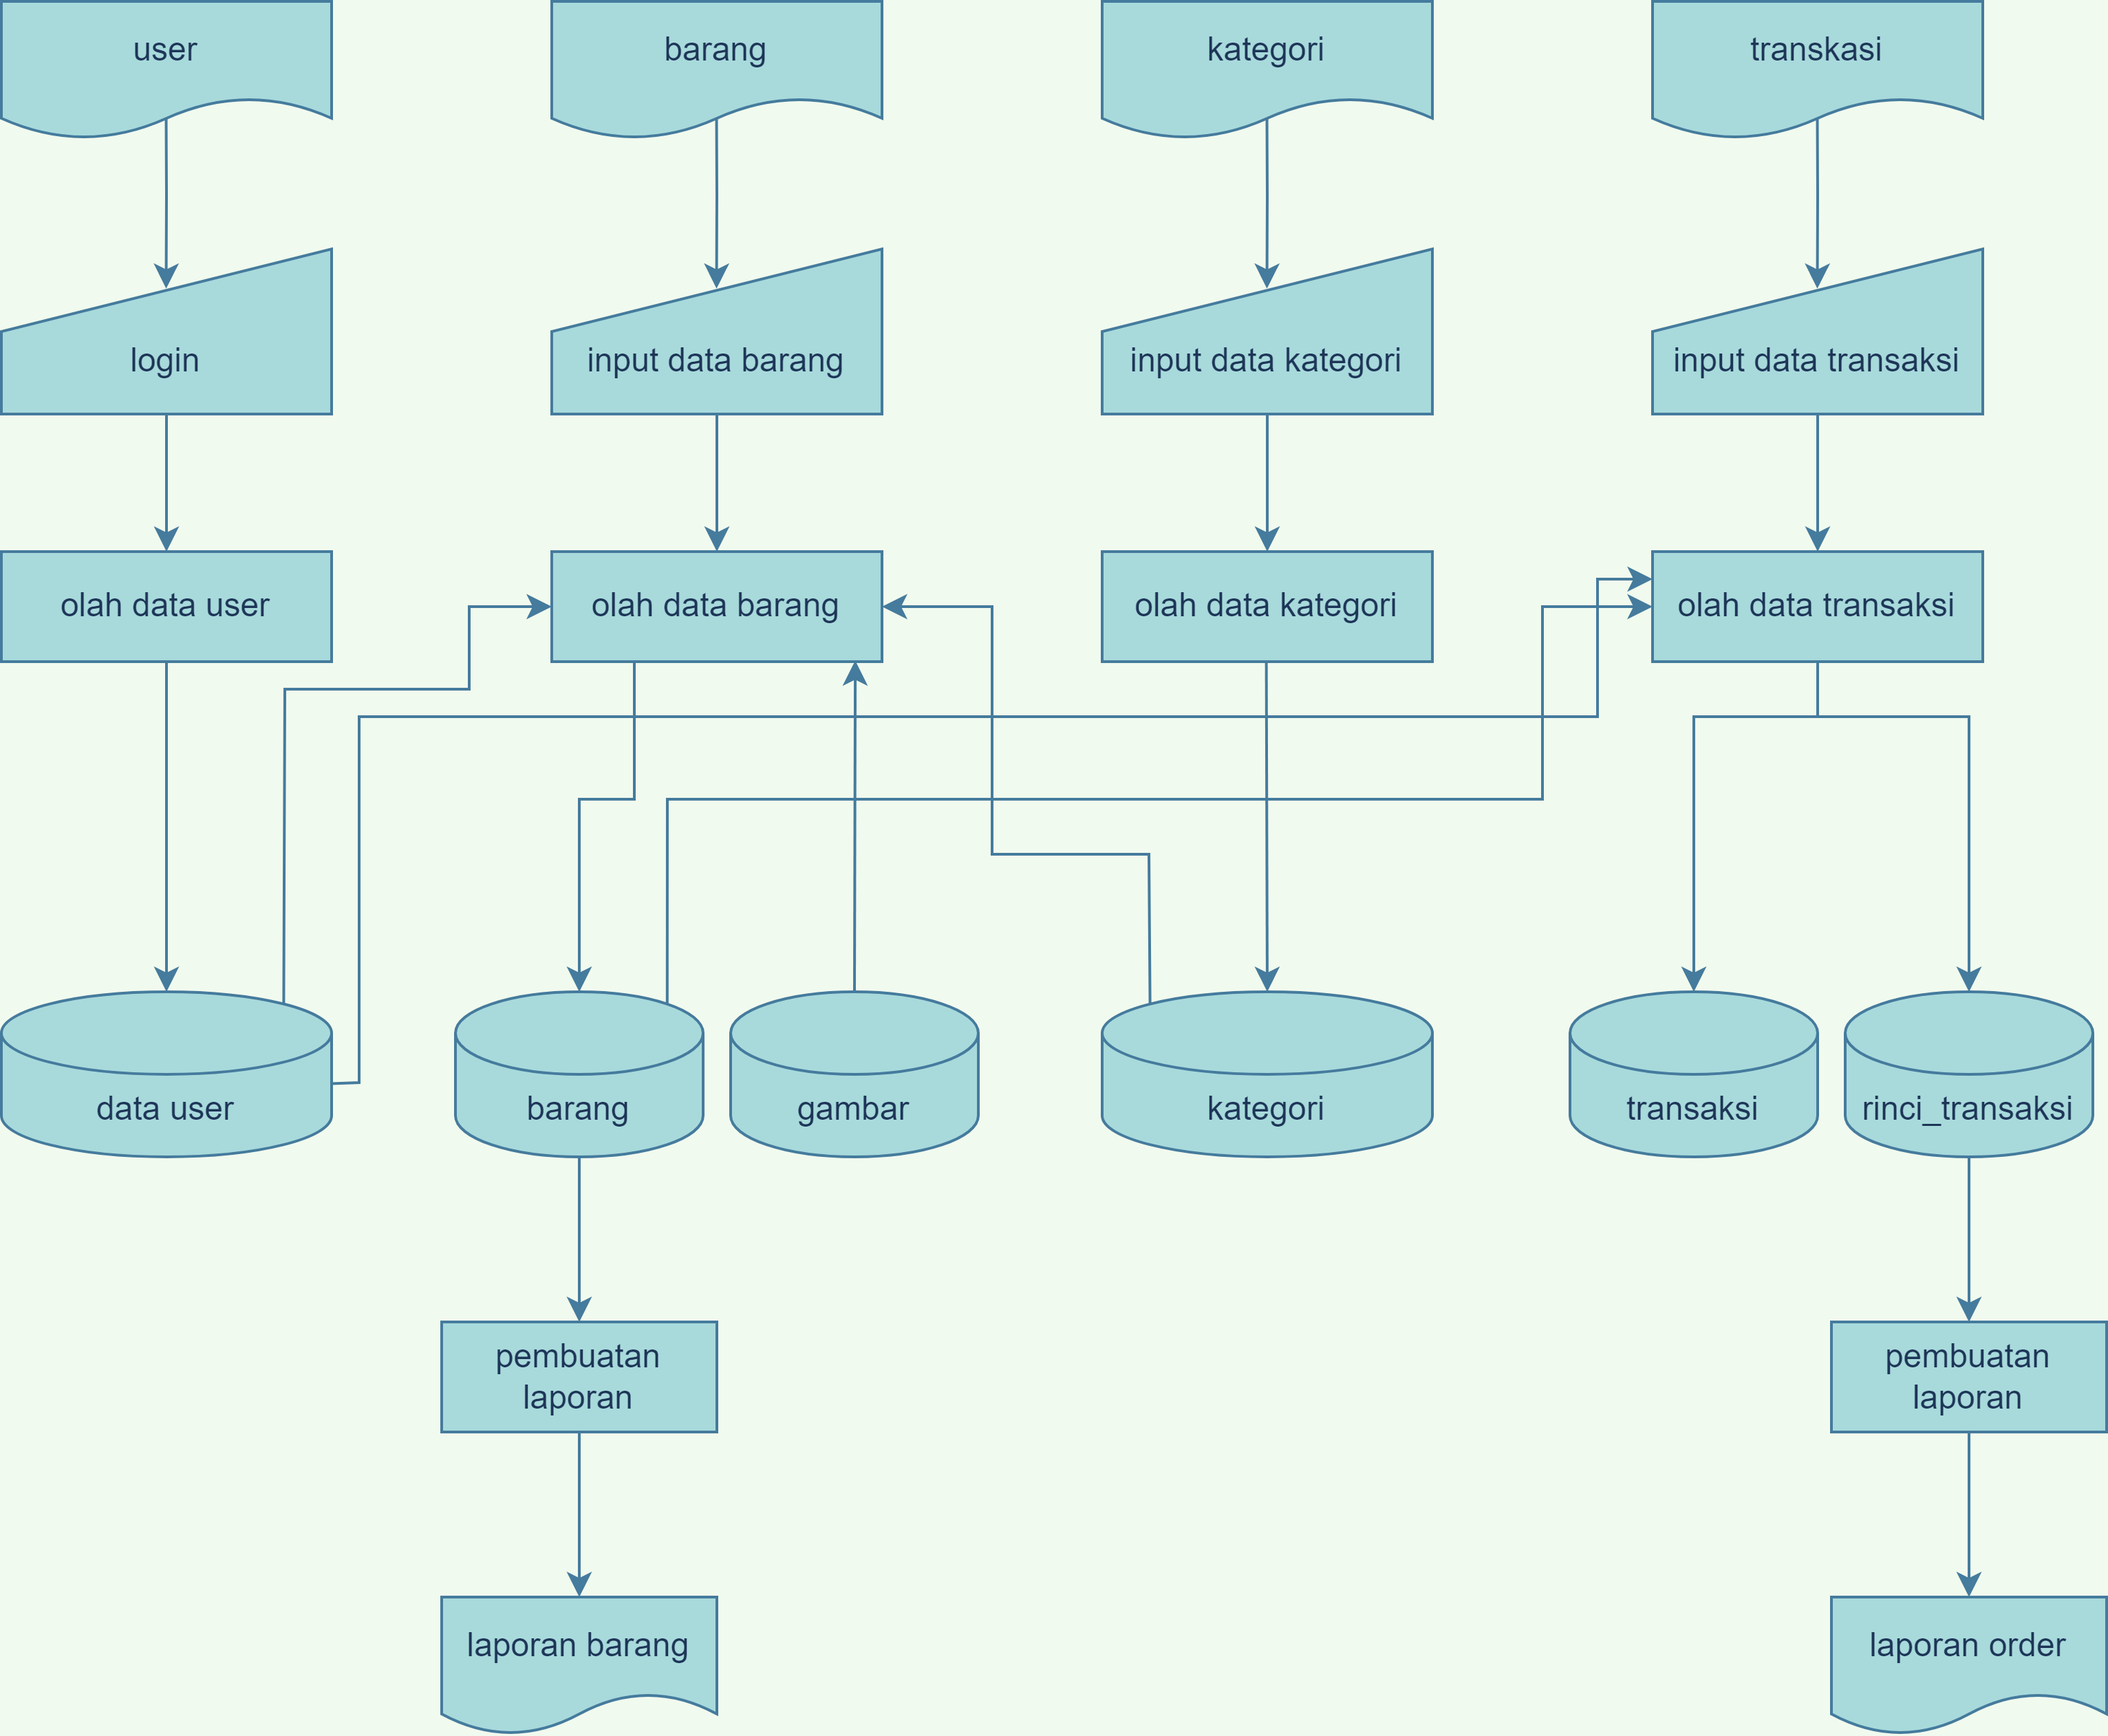 user
barang
kategori
transkasi
login
input data barang
input data kategori
input data transaksi
olah data user
olah data barang
olah data kategori
olah data transaksi
data user
barang
gambar
kategori
transaksi
rinci_transaksi
pembuatan
laporan
pembuatan
laporan
laporan barang
laporan order